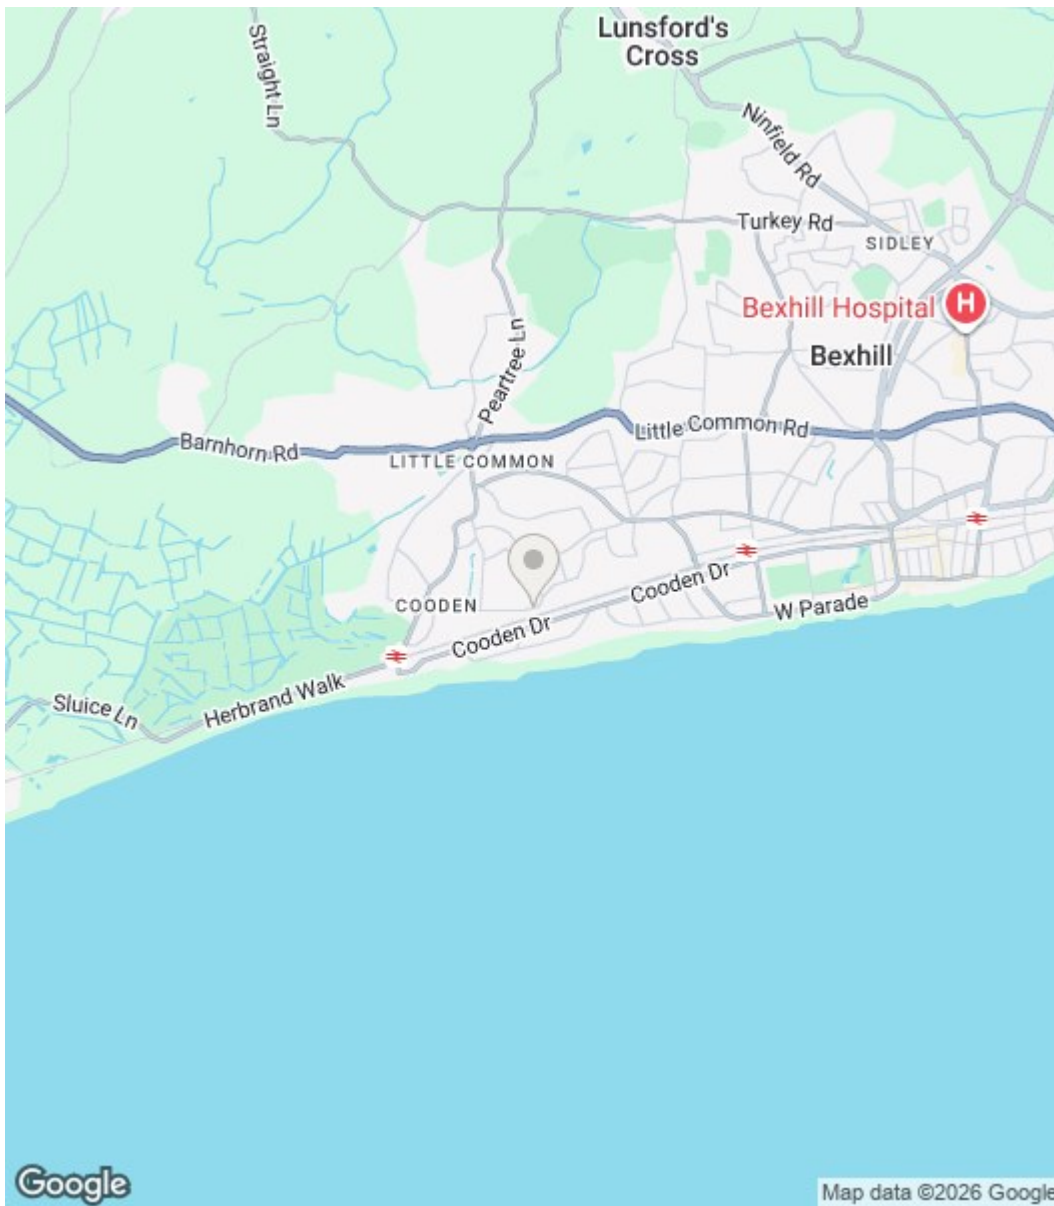 Lunsford's
Cross
Straight Ln
Ninfield Rd
Turkey Rd
SIDLEY
Bexhill Hospital
H
Bexhill
Peartree Ln
Little Common Rd
Barnhorn Rd
LITTLE COMMON
Cooden Dr
COODEN
W Parade
Cooden Dr
Herbrand Walk
Sluice Ln
Google
Map data ©2026 Google